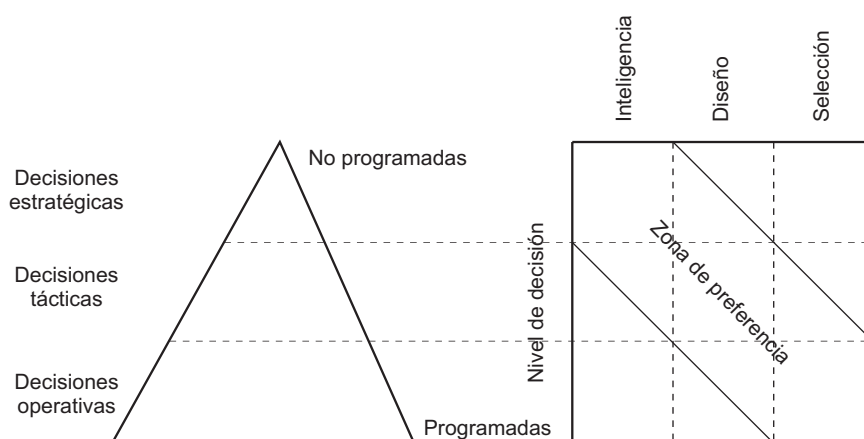 Inteligencia
Diseño
Selección
No programadas
Decisiones
estratégicas
Decisiones
tácticas
Decisiones
operativas
Programadas
Nivel de decisión
Zona de preferencia